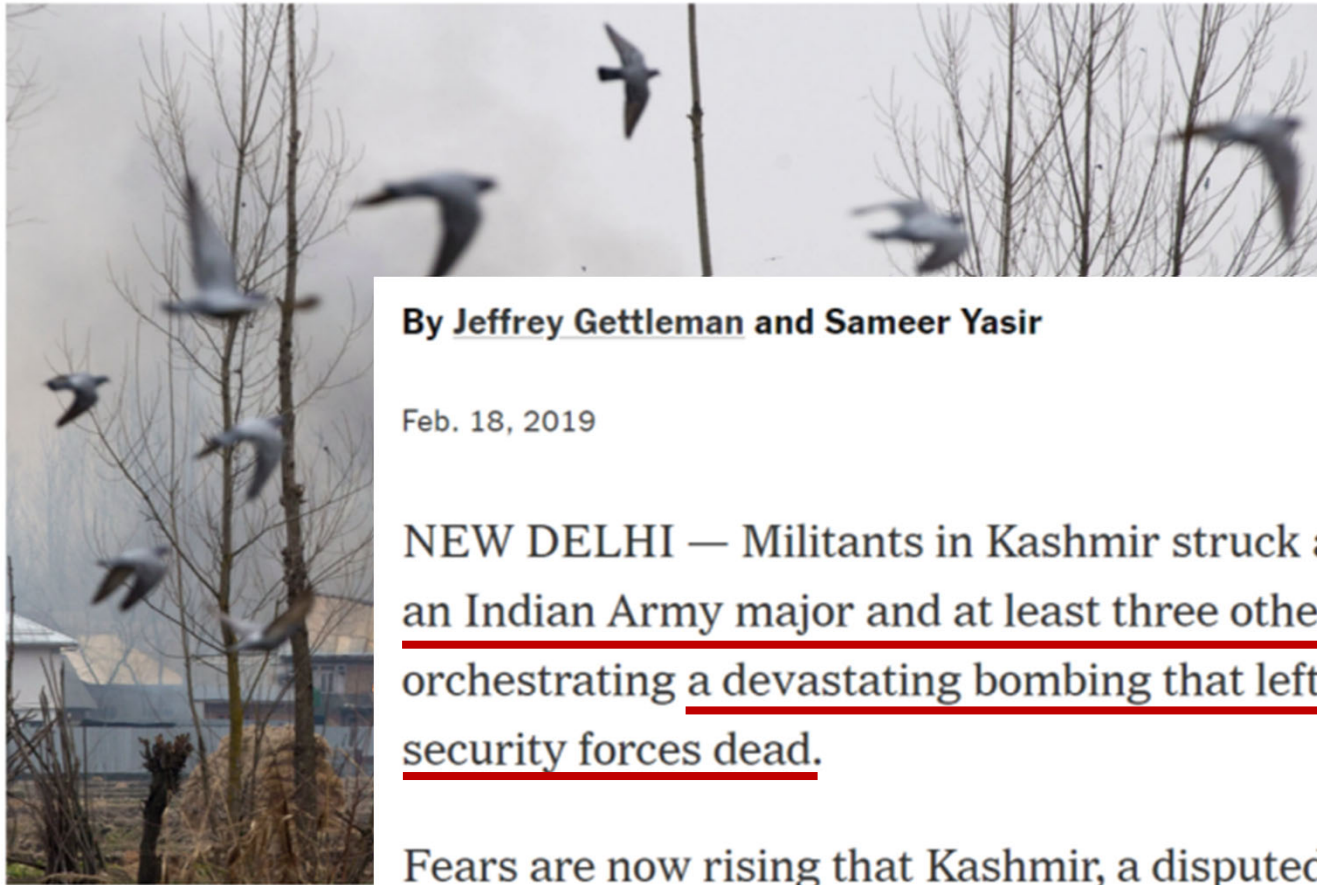 By Jeffrey Gettleman and Sameer Yasir
Feb. 18, 2019
NEW DELHI — Militants in Kashmir struck
an Indian Army major and at least three
orchestrating a devastating bombing that left
security forces dead.
Fears are now rising that Kashmir, a disputed